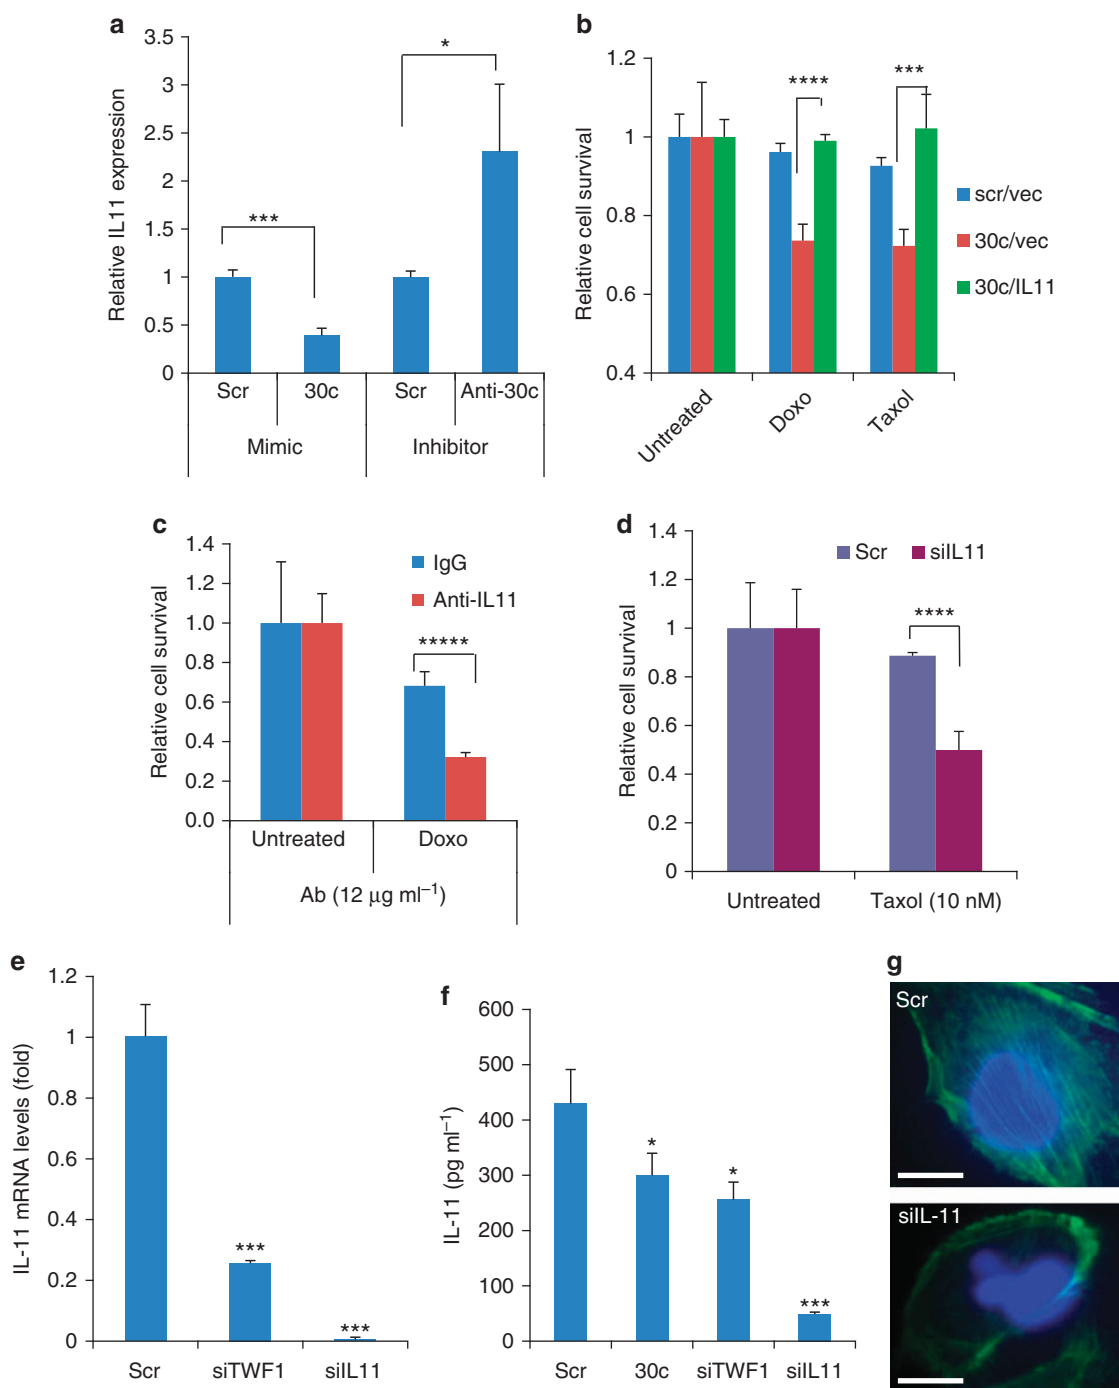 a
3.5
3
2.5
2
1.5
1
0.5
0
Relative IL11 expression
***
*
Scr
30c
Scr
Anti-30c
Mimic
Inhibitor
b
1.2
1
0.8
0.6
0.4
Relative cell survival
****
***
Untreated
Doxo
Taxol
scr/vec
30c/vec
30c/IL11
c
1.4
1.2
1.0
0.8
0.6
0.4
0.2
0.0
Relative cell survival
IgG
Anti-IL11
*****
Untreated
Doxo
Ab (12 μg ml⁻¹)
d
1.4
1.2
1
0.8
0.6
0.4
0.2
0
Relative cell survival
Scr
siIL11
****
Untreated
Taxol (10 nM)
e
1.2
1
0.8
0.6
0.4
0.2
0
IL-11 mRNA levels (fold)
***
***
Scr
siTWF1
siIL11
f
600
500
400
300
200
100
0
IL-11 (pg ml⁻¹)
*
*
***
Scr
30c
siTWF1
siIL11
g
Scr
siIL-11